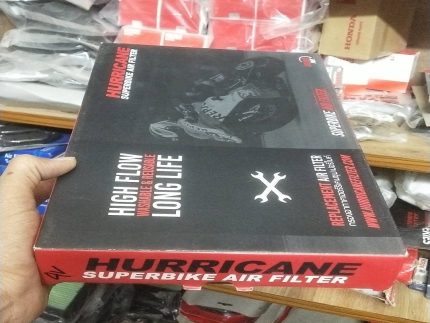 HURRICANE
SUPERBIKE AIR FILTER
HIGH FLOW
WASHABLE & REUSABLE
LONG LIFE
SUPERBIKE
REPLACEMENT AIR FILTER
WWW.HURRICANEFILTER.COM
HURRICANE
SUPERBIKE AIR FILTER
HONDA